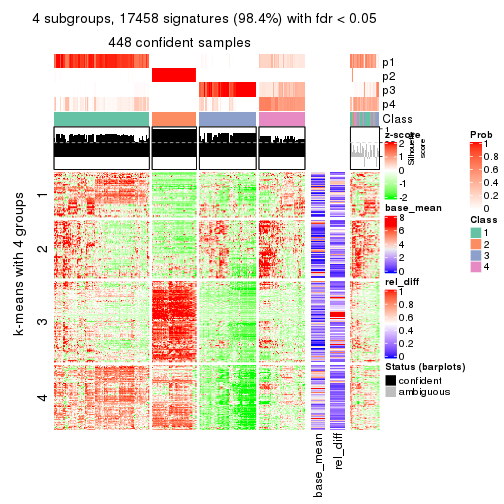 4 subgroups, 17458 signatures (98.4%) with fdr < 0.05
448 confident samples
p1
p2
p3
p4
Class
1
Silhouette
score
k-means with 4 groups
1
2
3
4
base_mean
rel_diff
z-score
2
1
0
-1
-2
base_mean
8
6
4
2
0
rel_diff
1
0.8
0.6
0.4
0.2
0
Status (barplots)
confident
ambiguous
Prob
1
0.8
0.6
0.4
0.2
0
Class
1
2
3
4